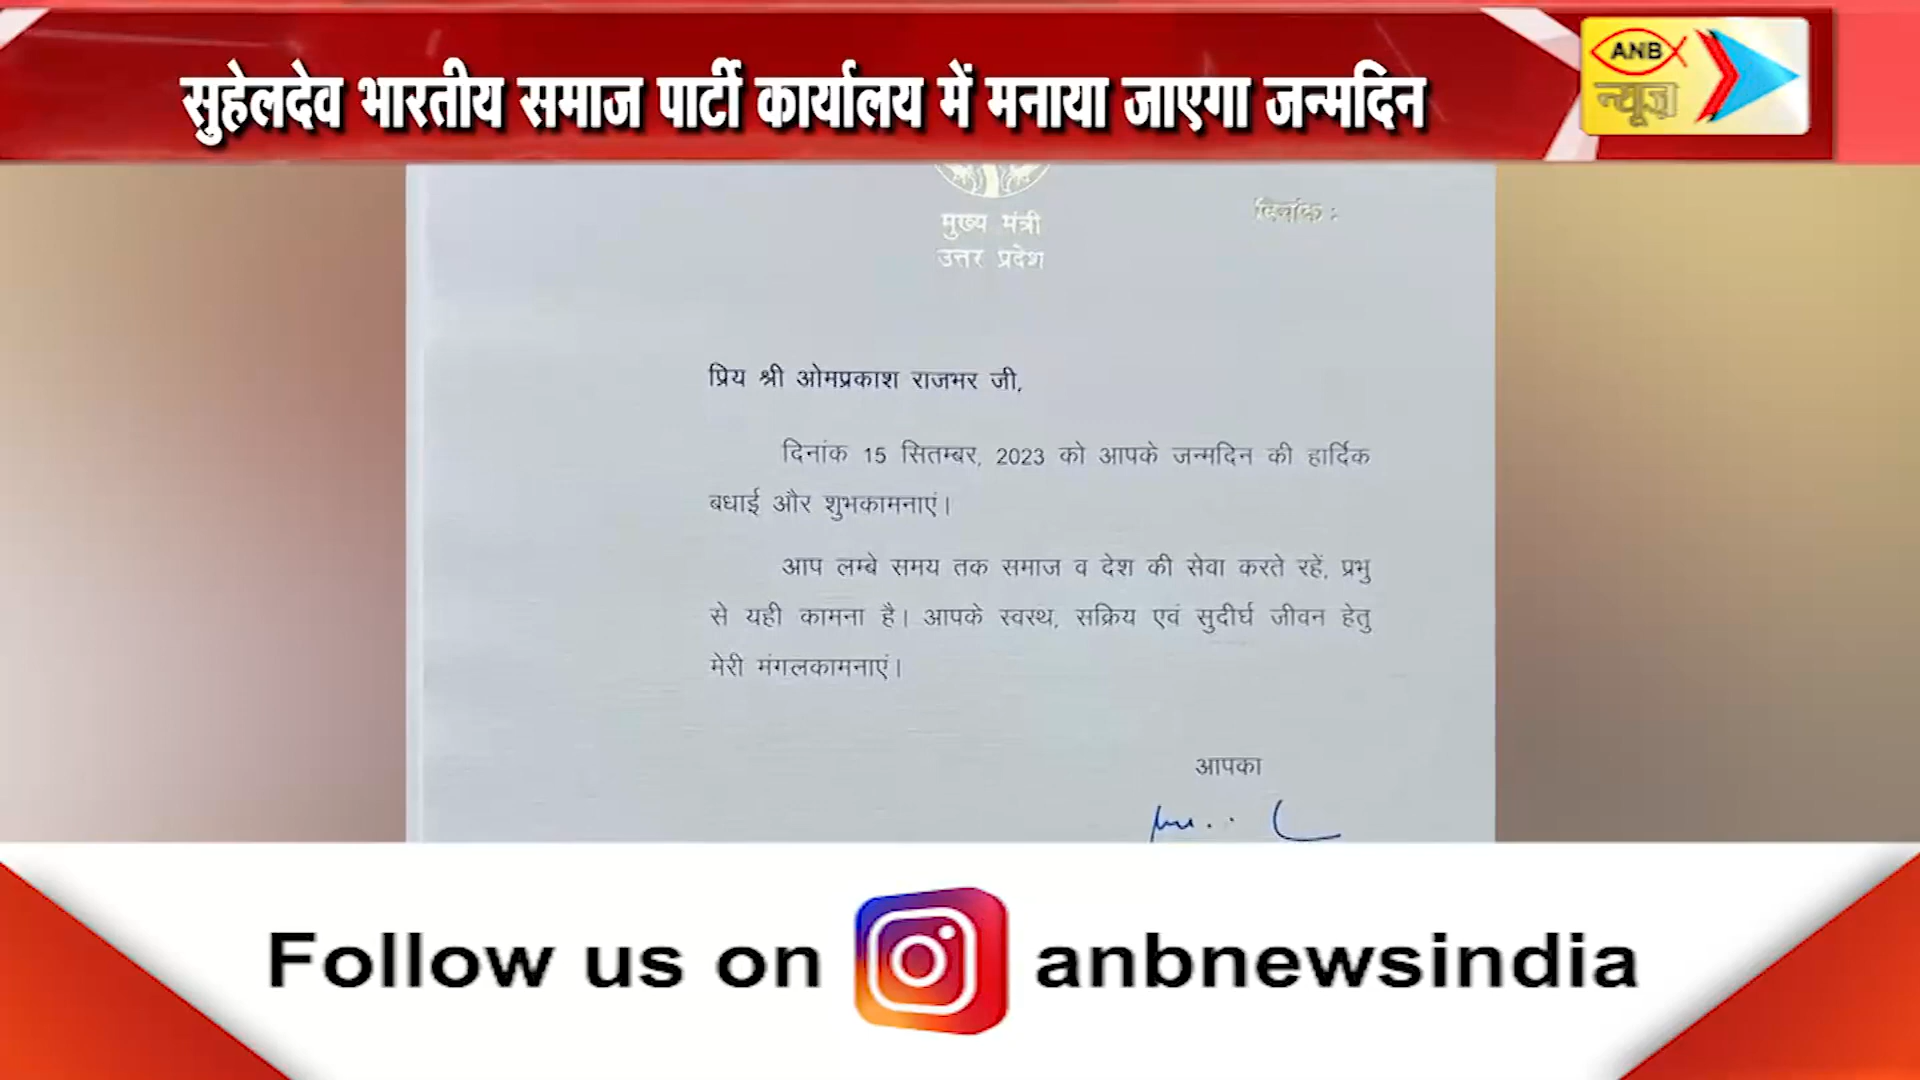 सुहेलदेव भारतीय समाज पार्टी कार्यालय में मनाया जाएगा जन्मदिन
ANB
न्यूज़
मुख्य मंत्री
उत्तर प्रदेश
दिनांक :
प्रिय श्री ओमप्रकाश राजभर जी,
दिनांक 15 सितम्बर, 2023 को आपके जन्मदिन की हार्दिक
बधाई और शुभकामनाएं।
आप लम्बे समय तक समाज व देश की सेवा करते रहें, प्रभु
से यही कामना है। आपके स्वस्थ, सक्रिय एवं सुदीर्घ जीवन हेतु
मेरी मंगलकामनाएं।
आपका
Follow us on anbnewsindia